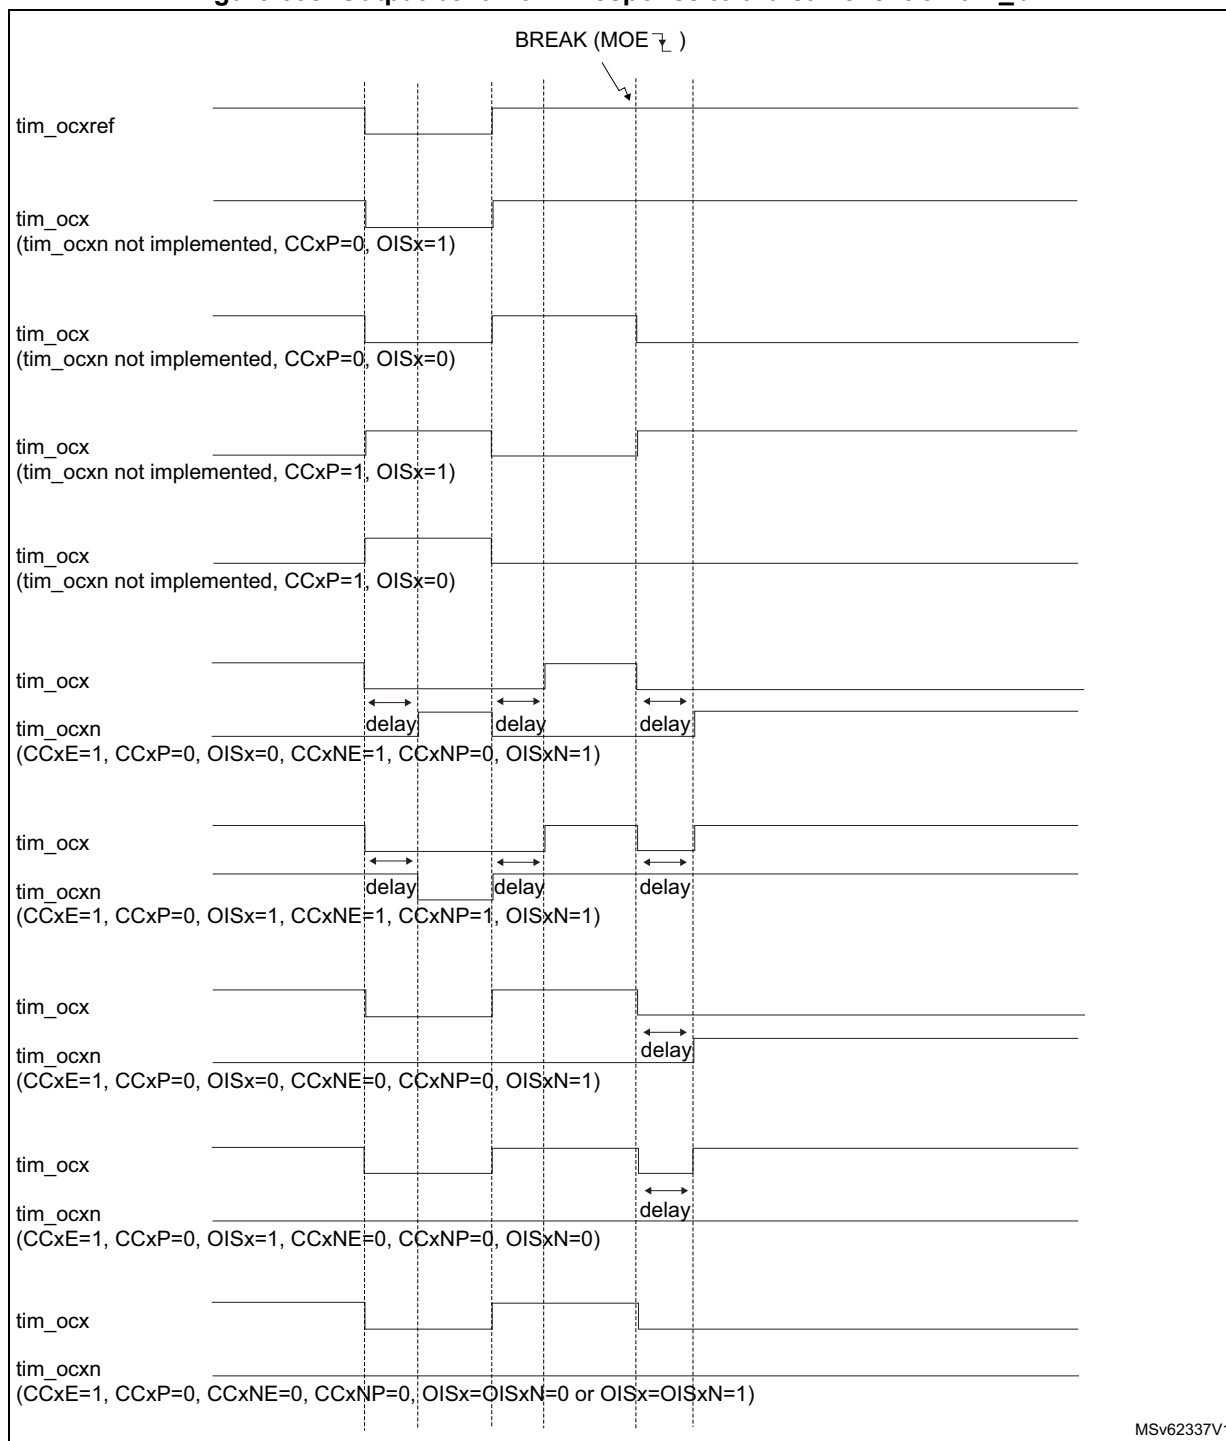 BREAK (MOE )
tim_ocxref
tim_ocx
(tim_ocxn not implemented, CCxP=0, OISx=1)
tim_ocx
(tim_ocxn not implemented, CCxP=0, OISx=0)
tim_ocx
(tim_ocxn not implemented, CCxP=1, OISx=1)
tim_ocx
(tim_ocxn not implemented, CCxP=1, OISx=0)
tim_ocx
delay delay delay
tim_ocxn
(CCxE=1, CCxP=0, OISx=0, CCxNE=1, CCxNP=0, OISxN=1)
tim_ocx
delay delay delay
tim_ocxn
(CCxE=1, CCxP=0, OISx=1, CCxNE=1, CCxNP=1, OISxN=1)
tim_ocx
delay
tim_ocxn
(CCxE=1, CCxP=0, OISx=0, CCxNE=0, CCxNP=0, OISxN=1)
tim_ocx
delay
tim_ocxn
(CCxE=1, CCxP=0, OISx=1, CCxNE=0, CCxNP=0, OISxN=0)
tim_ocx
tim_ocxn
(CCxE=1, CCxP=0, CCxNE=0, CCxNP=0, OISx=OISxN=0 or OISx=OISxN=1)
MSv62337V1